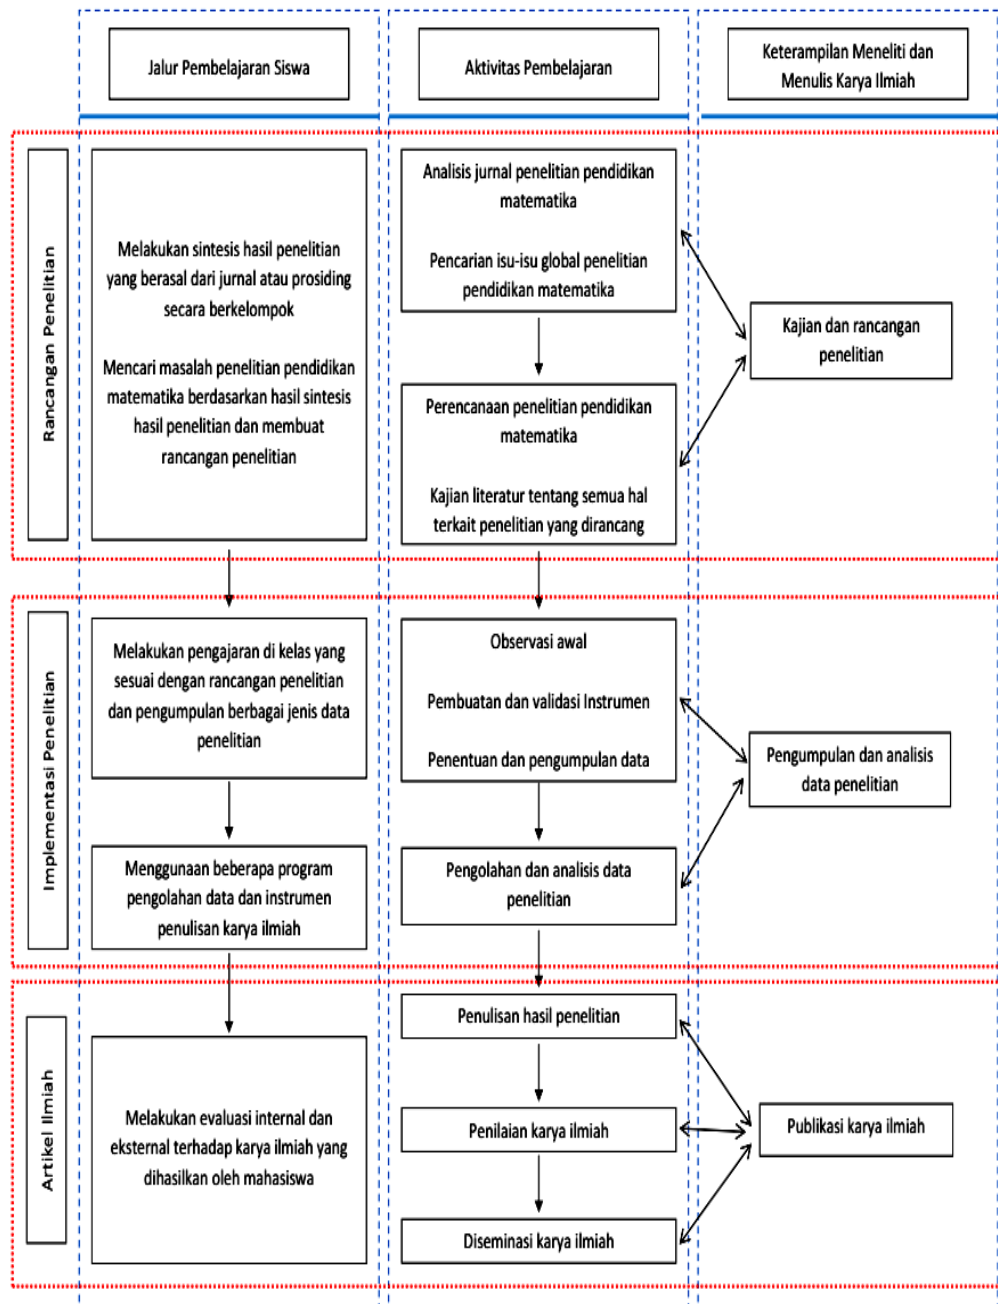 Jalur Pembelajaran Siswa
Aktivitas Pembelajaran
Keterampilan Meneliti dan
Menulis Karya Ilmiah
Rancangan Penelitian
Melakukan sintesis hasil penelitian
yang berasal dari jurnal atau prosiding
secara berkelompok
Mencari masalah penelitian pendidikan
matematika berdasarkan hasil sintesis
hasil penelitian dan membuat
rancangan penelitian
Analisis jurnal penelitian pendidikan
matematika
Pencarian isu-isu global penelitian
pendidikan matematika
Perencanaan penelitian pendidikan
matematika
Kajian literatur tentang semua hal
terkait penelitian yang dirancang
Kajian dan rancangan
penelitian
Implementasi Penelitian
Melakukan pengajaran di kelas yang
sesuai dengan rancangan penelitian
dan pengumpulan berbagai jenis data
penelitian
Menggunaan beberapa program
pengolahan data dan instrumen
penulisan karya ilmiah
Observasi awal
Pembuatan dan validasi Instrumen
Penentuan dan pengumpulan data
Pengolahan dan analisis data
penelitian
Pengumpulan dan analisis
data penelitian
Artikel Ilmiah
Melakukan evaluasi internal dan
eksternal terhadap karya ilmiah yang
dihasilkan oleh mahasiswa
Penulisan hasil penelitian
Penilaian karya ilmiah
Diseminasi karya ilmiah
Publikasi karya ilmiah